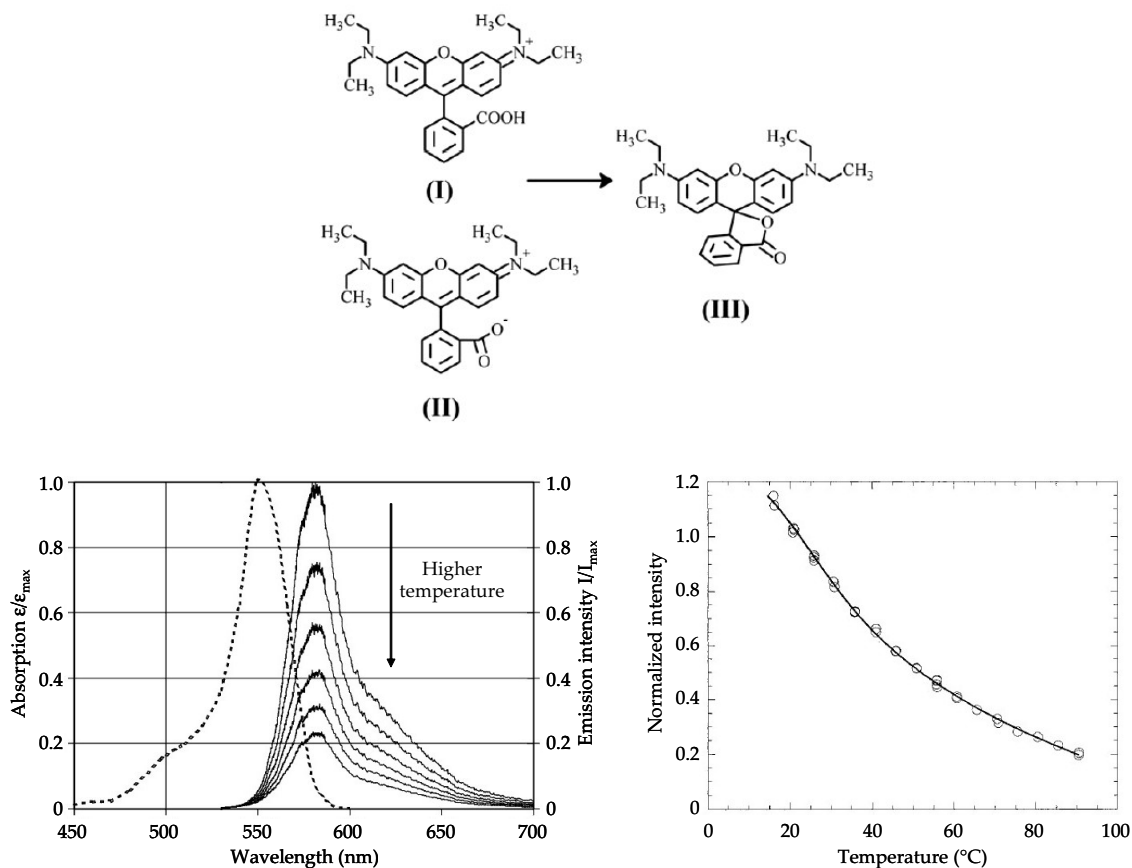 CH₃
H₃C
N
O
N⁺
CH₃
CH₃
COOH
(I)
H₃C
CH₃
N
O
N
CH₃
CH₃
O
O
(III)
H₃C
H₃C
N
O
N⁺
CH₃
CH₃
O⁻
O
(II)
1.0
0.8
0.6
0.4
0.2
0
Absorption ε/εmax
450
500
550
600
650
700
Wavelength (nm)
Higher
temperature
1.0
0.8
0.6
0.4
0.2
0
Emission intensity I/Imax
1.2
1.0
0.8
0.6
0.4
0.2
0.0
Normalized intensity
0
20
40
60
80
100
Temperature (°C)